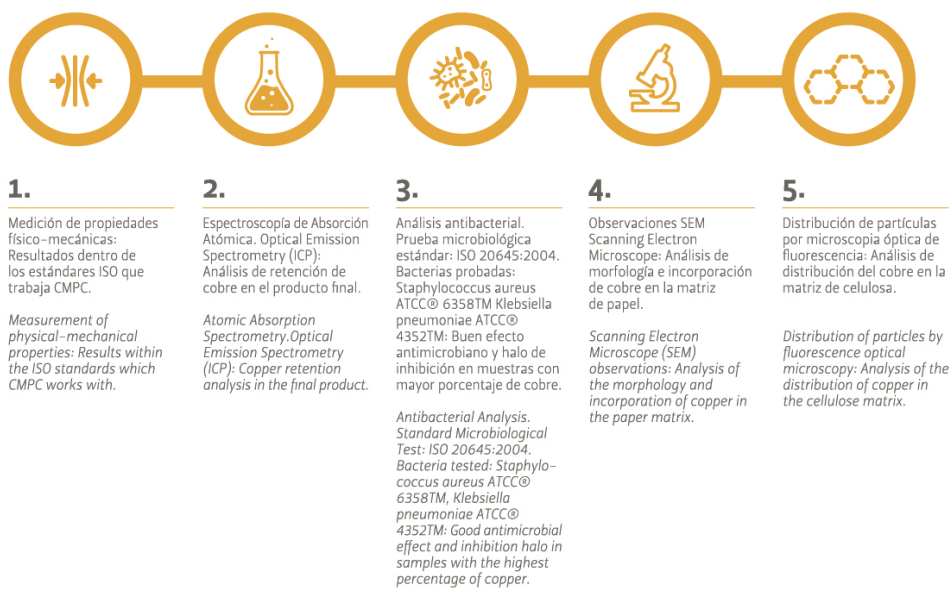 1.
Medición de propiedades
físico-mecánicas:
Resultados dentro de
los estándares ISO que
trabaja CMPC.
Measurement of
physical-mechanical
properties: Results within
the ISO standards which
CMPC works with.
2.
Espectroscopía de Absorción
Atómica. Optical Emission
Spectrometry (ICP):
Análisis de retención de
cobre en el producto final.
Atomic Absorption
Spectrometry.Optical
Emission Spectrometry
(ICP): Copper retention
analysis in the final product.
3.
Análisis antibacterial.
Prueba microbiológica
estándar: ISO 20645:2004.
Bacterias probadas:
Staphylococcus aureus
ATCC® 6358TM Klebsiella
pneumoniae ATCC®
4352TM: Buen efecto
antimicrobiano y halo de
inhibición en muestras con
mayor porcentaje de cobre.
Antibacterial Analysis.
Standard Microbiological
Test: ISO 20645:2004.
Bacteria tested: Staphylo-
coccus aureus ATCC®
6358TM, Klebsiella
pneumoniae ATCC®
4352TM: Good antimicrobial
effect and inhibition halo in
samples with the highest
percentage of copper.
4.
Observaciones SEM
Scanning Electron
Microscope: Análisis de
morfología e incorporación
de cobre en la matriz
de papel.
Scanning Electron
Microscope (SEM)
observations: Analysis of
the morphology and
incorporation of copper in
the paper matrix.
5.
Distribución de partículas
por microscopia óptica de
fluorescencia: Análisis de
distribución del cobre en la
matriz de celulosa.
Distribution of particles by
fluorescence optical
microscopy: Analysis of the
distribution of copper in
the cellulose matrix.